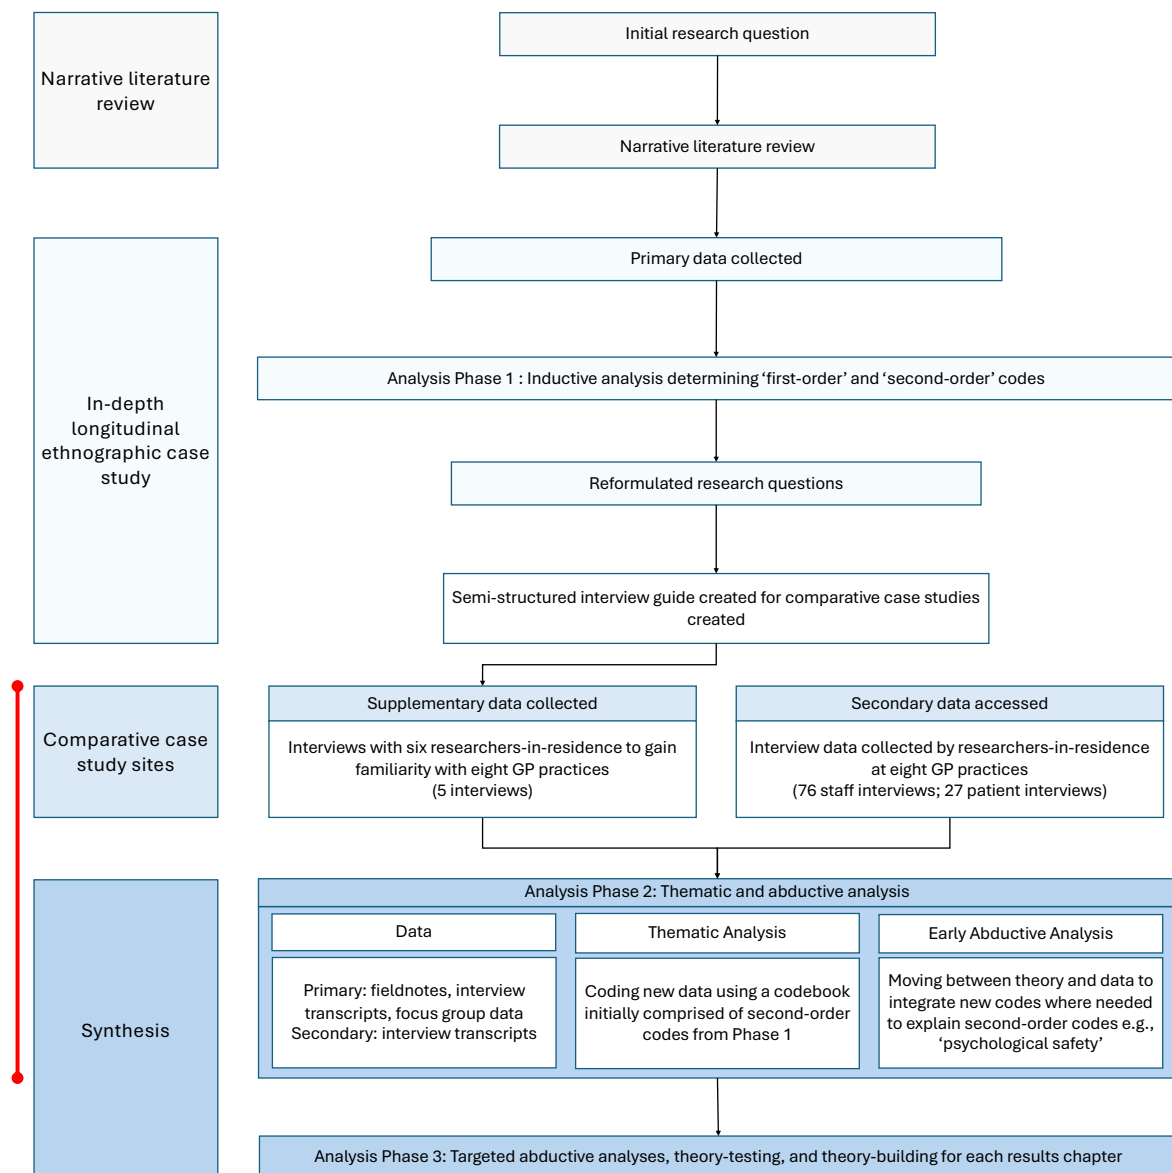 Initial research question
Narrative literature
review
Narrative literature review
Primary data collected
Analysis Phase 1 : Inductive analysis determining ‘first-order’ and ‘second-order’ codes
In-depth
longitudinal
ethnographic case
study
Reformulated research questions
Semi-structured interview guide created for comparative case studies
created
Comparative case
study sites
Supplementary data collected
Interviews with six researchers-in-residence to gain
familiarity with eight GP practices
(5 interviews)
Secondary data accessed
Interview data collected by researchers-in-residence
at eight GP practices
(76 staff interviews; 27 patient interviews)
Synthesis
Analysis Phase 2: Thematic and abductive analysis
Data
Primary: fieldnotes, interview
transcripts, focus group data
Secondary: interview transcripts
Thematic Analysis
Coding new data using a codebook
initially comprised of second-order
codes from Phase 1
Early Abductive Analysis
Moving between theory and data to
integrate new codes where needed
to explain second-order codes e.g.,
‘psychological safety’
Analysis Phase 3: Targeted abductive analyses, theory-testing, and theory-building for each results chapter